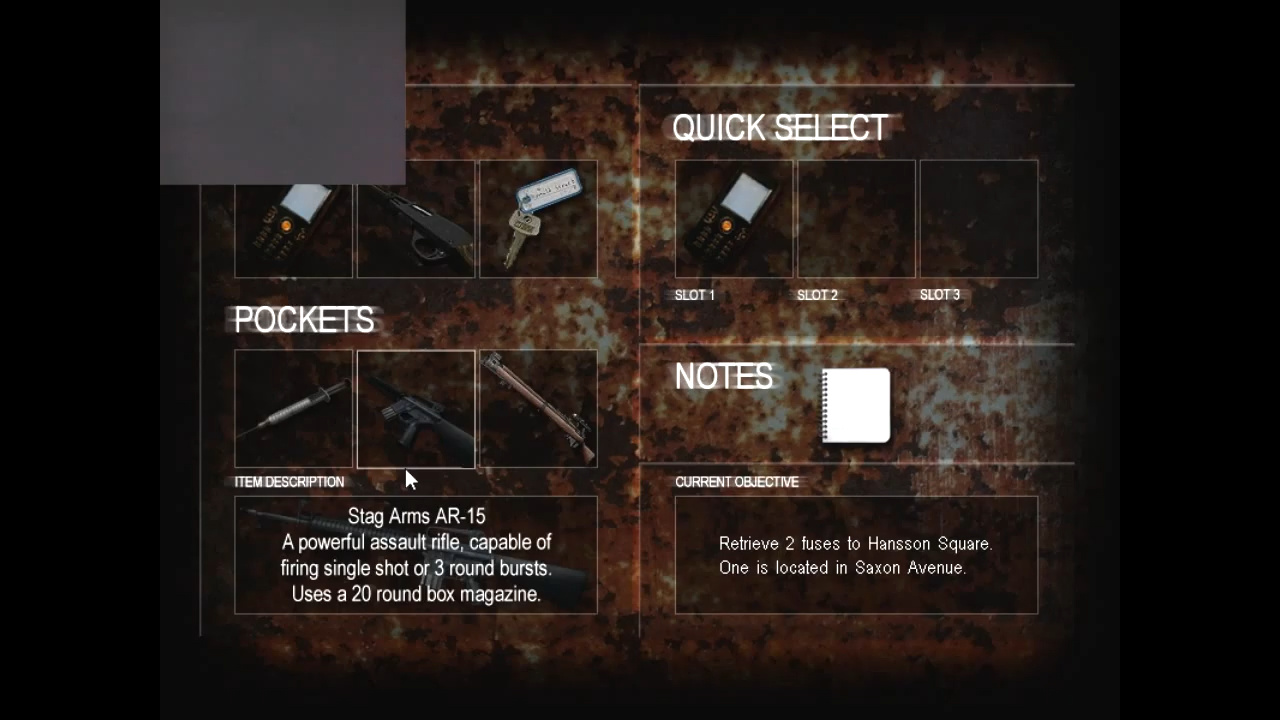 QUICK SELECT
SLOT 1
SLOT 2
SLOT 3
POCKETS
NOTES
ITEM DESCRIPTION
Stag Arms AR-15
A powerful assault rifle, capable of
firing single shot or 3 round bursts.
Uses a 20 round box magazine.
CURRENT OBJECTIVE
Retrieve 2 fuses to Hansson Square.
One is located in Saxon Avenue.